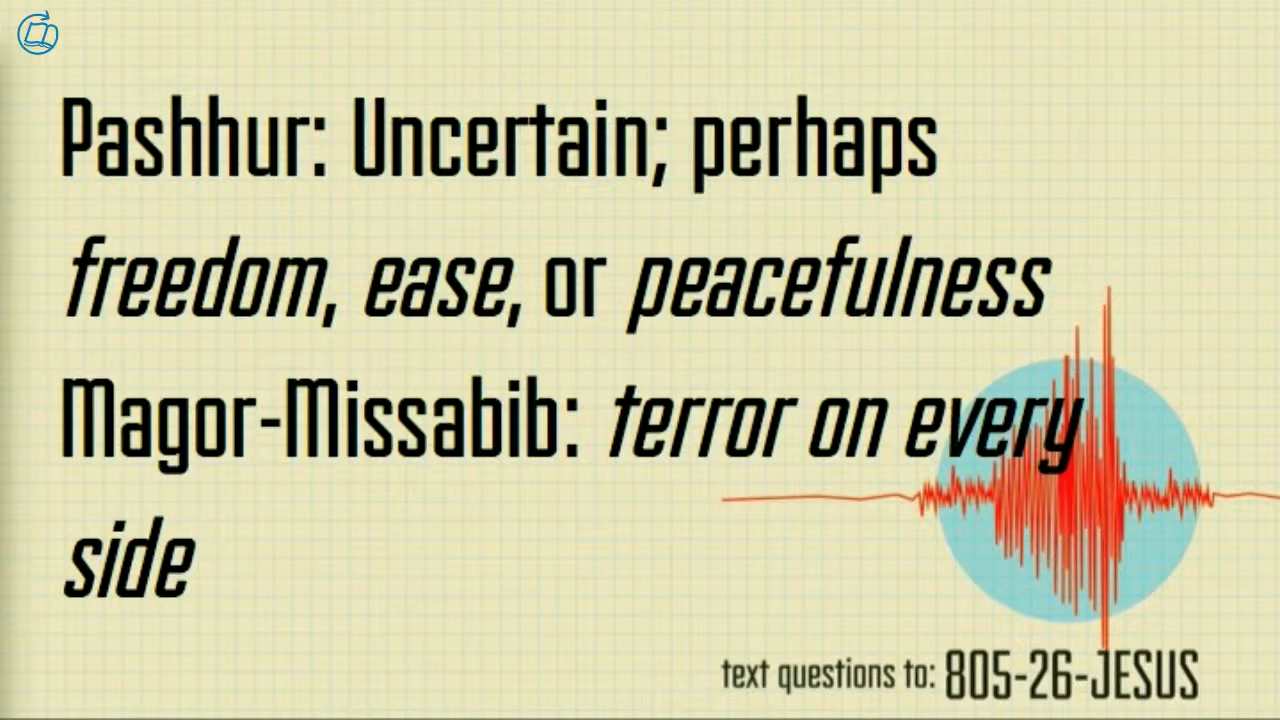 Pashhur: Uncertain; perhaps
freedom, ease, or peacefulness
Magor-Missabib: terror on every
side
text questions to: 805-26-JESUS